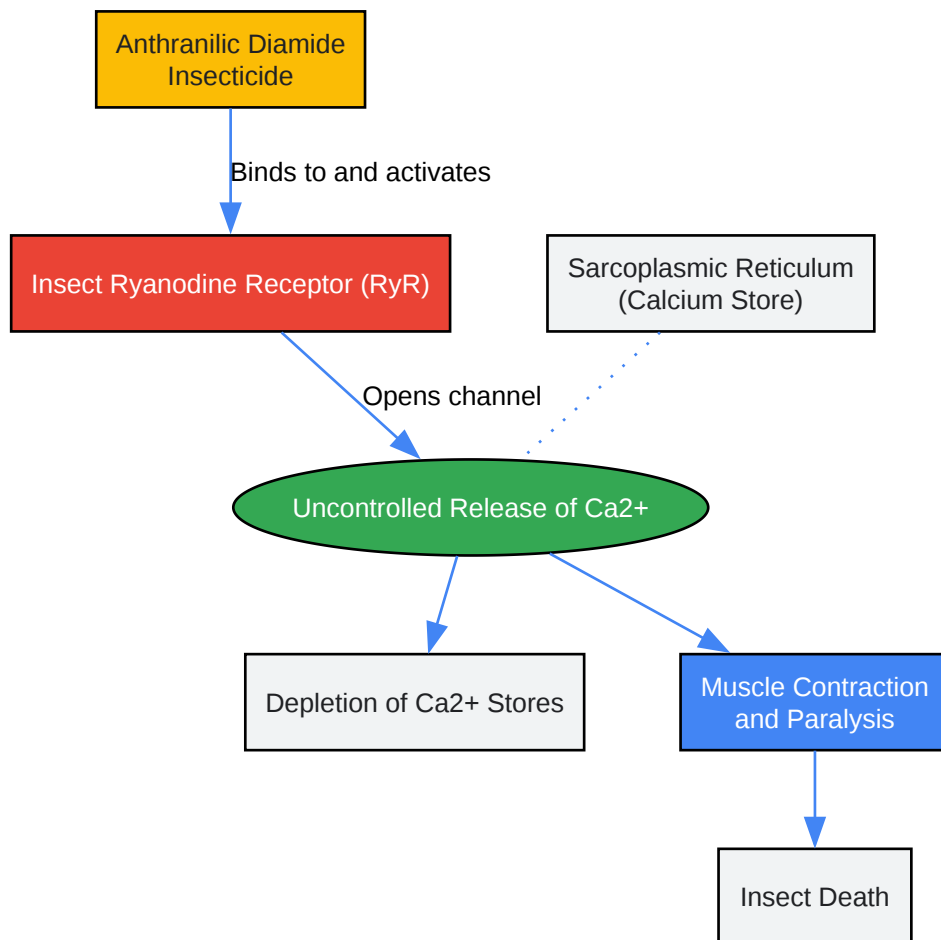 Anthranilic Diamide
Insecticide
Binds to and activates
Insect Ryanodine Receptor (RyR)
Sarcoplasmic Reticulum
(Calcium Store)
Opens channel
Uncontrolled Release of Ca2+
Depletion of Ca2+ Stores
Muscle Contraction
and Paralysis
Insect Death